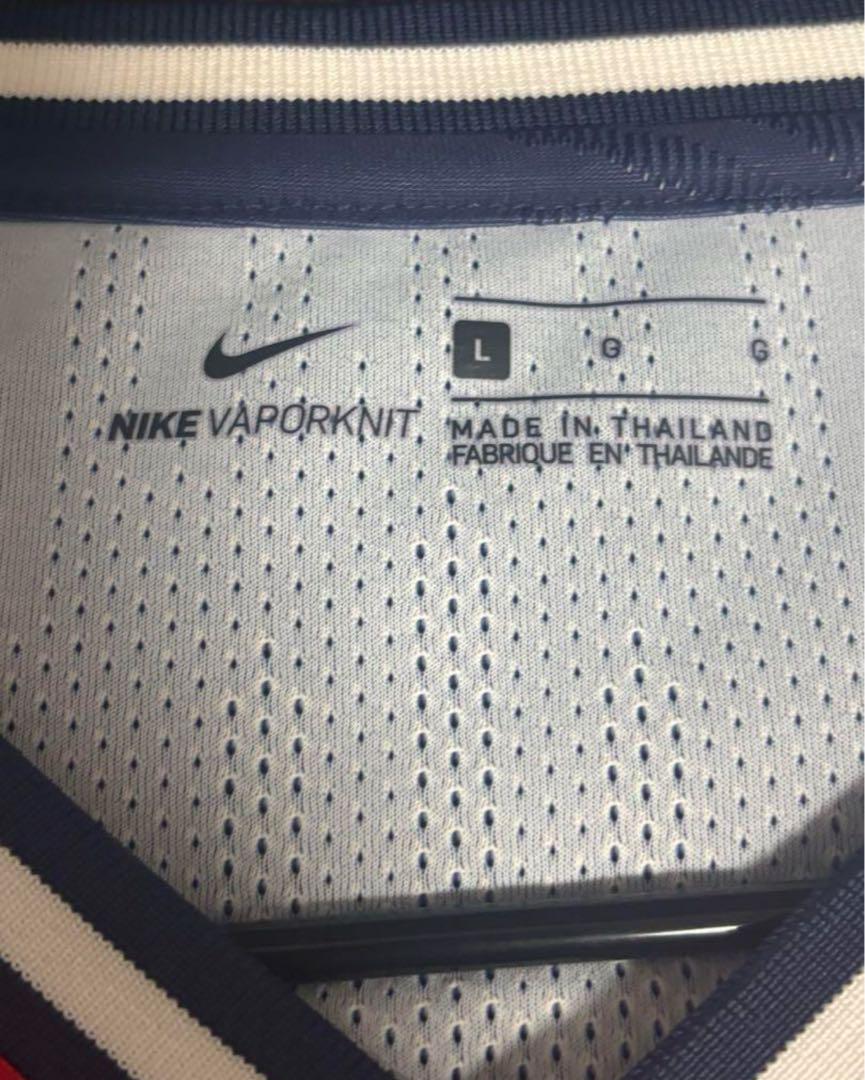 NIKE VAPORKNIT
L G G
MADE IN THAILAND
FABRIQUE EN THAILANDE